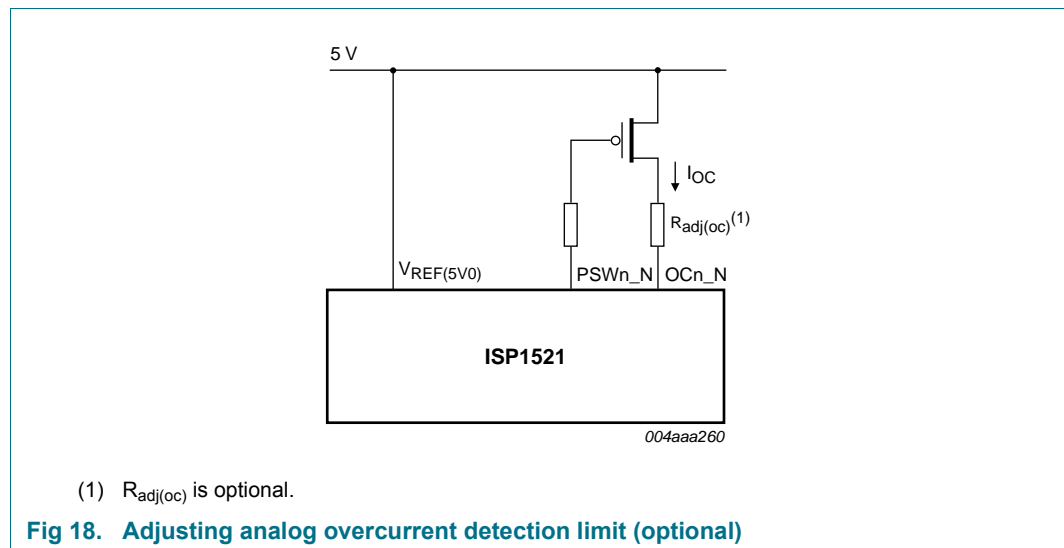 5 V
I_OC
R_adj(oc)^(1)
V_REF(5V0)
PSWn_N OCn_N
ISP1521
004aaa260
(1) R_adj(oc) is optional.
Fig 18. Adjusting analog overcurrent detection limit (optional)